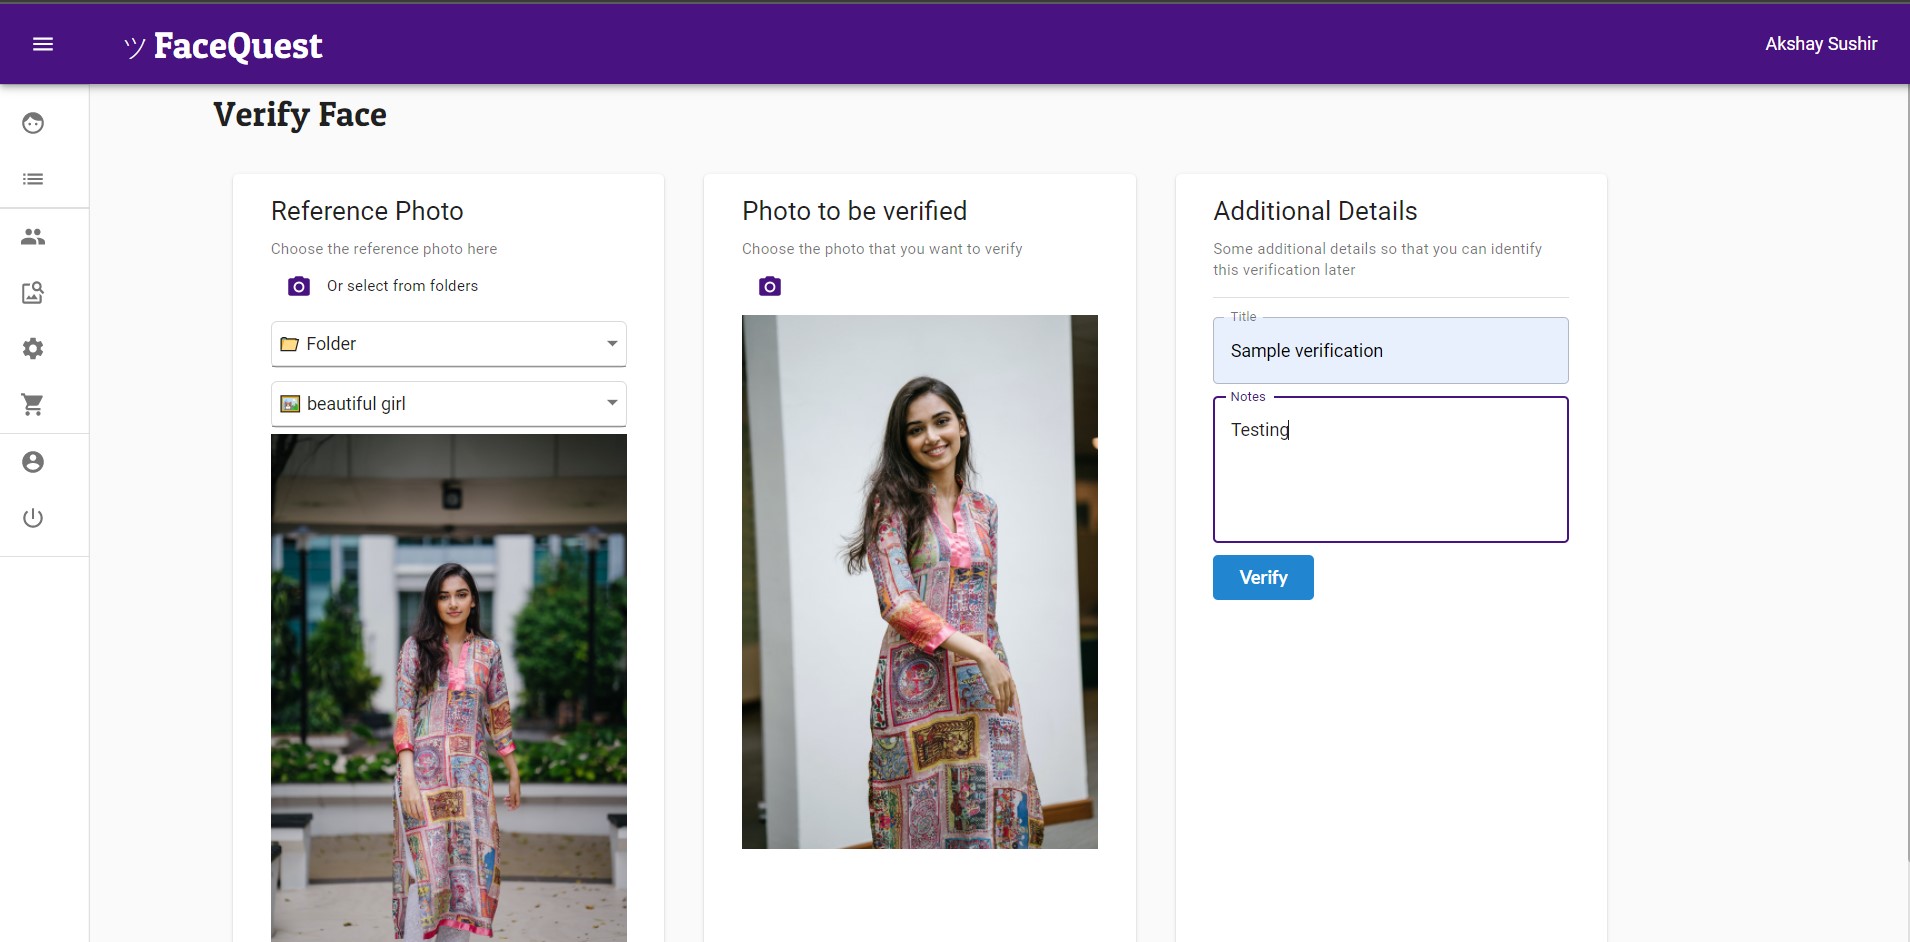 ツ FaceQuest
Akshay Sushir
Verify Face
Reference Photo
Choose the reference photo here
Or select from folders
Folder
beautiful girl
Photo to be verified
Choose the photo that you want to verify
Additional Details
Some additional details so that you can identify
this verification later
Title
Sample verification
Notes
Testing
Verify